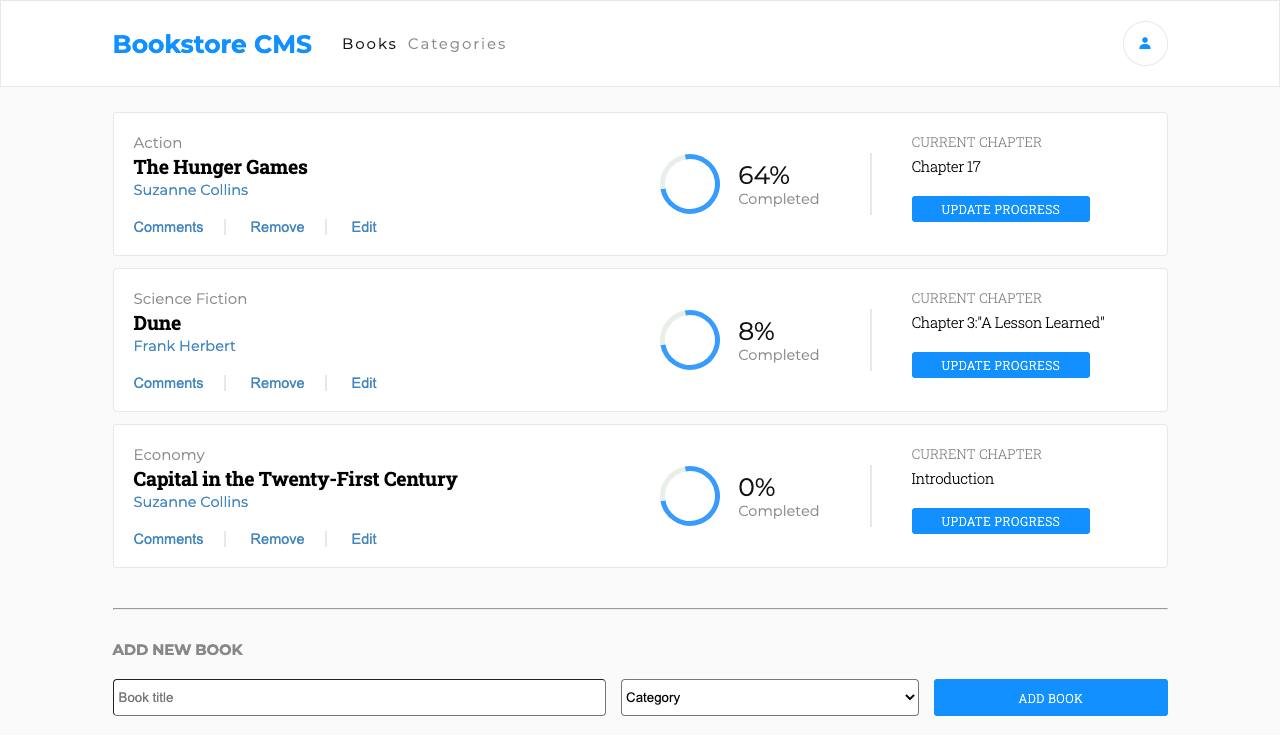 Bookstore CMS
Books Categories
Action
The Hunger Games
Suzanne Collins
Comments Remove Edit
64%
Completed
CURRENT CHAPTER
Chapter 17
UPDATE PROGRESS
Science Fiction
Dune
Frank Herbert
Comments Remove Edit
8%
Completed
CURRENT CHAPTER
Chapter 3:"A Lesson Learned"
UPDATE PROGRESS
Economy
Capital in the Twenty-First Century
Suzanne Collins
Comments Remove Edit
0%
Completed
CURRENT CHAPTER
Introduction
UPDATE PROGRESS
ADD NEW BOOK
Book title
Category
ADD BOOK